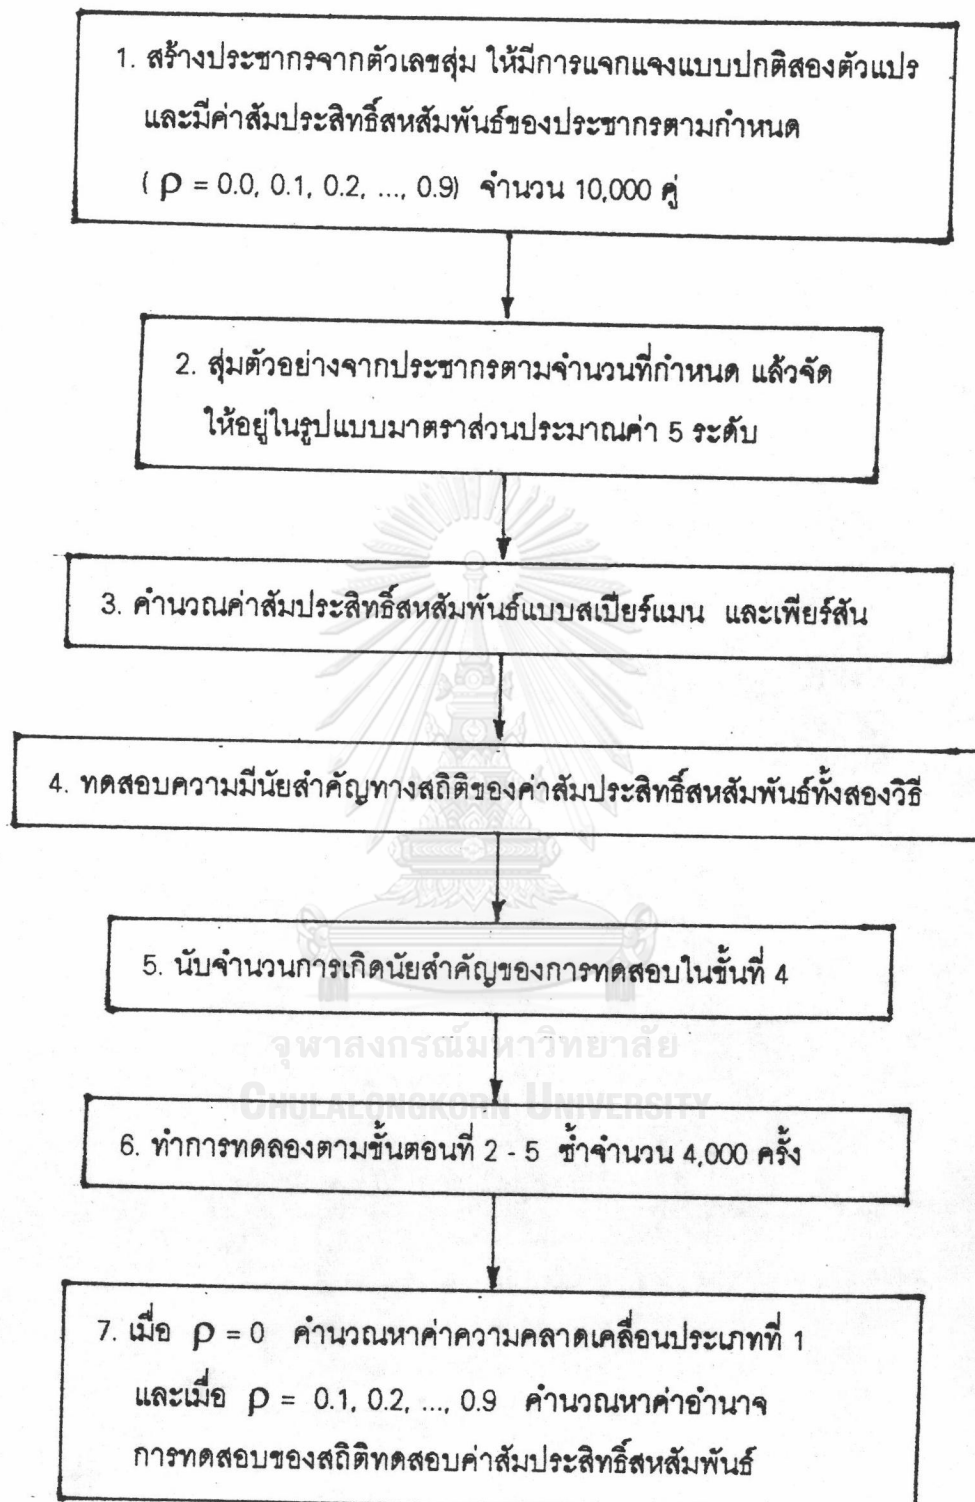 1. สร้างประชากรจากตัวเลขสุ่ม ให้มีการแจกแจงแบบปกติสองตัวแปร
และมีค่าสัมประสิทธิ์สหสัมพันธ์ของประชากรตามกำหนด
( ρ = 0.0, 0.1, 0.2, ..., 0.9) จำนวน 10,000 คู่
2. สุ่มตัวอย่างจากประชากรตามจำนวนที่กำหนด แล้วจัด
ให้อยู่ในรูปแบบมาตราส่วนประมาณค่า 5 ระดับ
3. คำนวณค่าสัมประสิทธิ์สหสัมพันธ์แบบสเปียร์แมน และเพียร์สัน
4. ทดสอบความมีนัยสำคัญทางสถิติของค่าสัมประสิทธิ์สหสัมพันธ์ทั้งสองวิธี
5. นับจำนวนการเกิดนัยสำคัญของการทดสอบในขั้นที่ 4
จุฬาลงกรณ์มหาวิทยาลัย
CHULALONGKORN UNIVERSITY
6. ทำการทดลองตามขั้นตอนที่ 2 - 5 ซ้ำจำนวน 4,000 ครั้ง
7. เมื่อ ρ = 0 คำนวณหาค่าความคลาดเคลื่อนประเภทที่ 1
และเมื่อ ρ = 0.1, 0.2, ..., 0.9 คำนวณหาค่าอำนาจ
การทดสอบของสถิติทดสอบค่าสัมประสิทธิ์สหสัมพันธ์